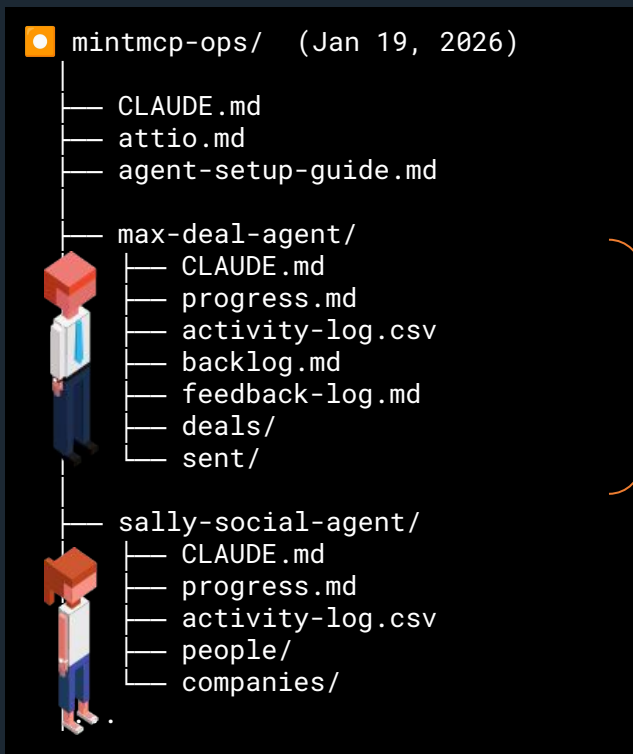 mintmcp-ops/ (Jan 19, 2026)
├── CLAUDE.md
├── attio.md
├── agent-setup-guide.md
├── max-deal-agent/
├── CLAUDE.md
├── progress.md
├── activity-log.csv
├── backlog.md
├── feedback-log.md
├── deals/
└── sent/
├── sally-social-agent/
├── CLAUDE.md
├── progress.md
├── activity-log.csv
├── people/
└── companies/
...